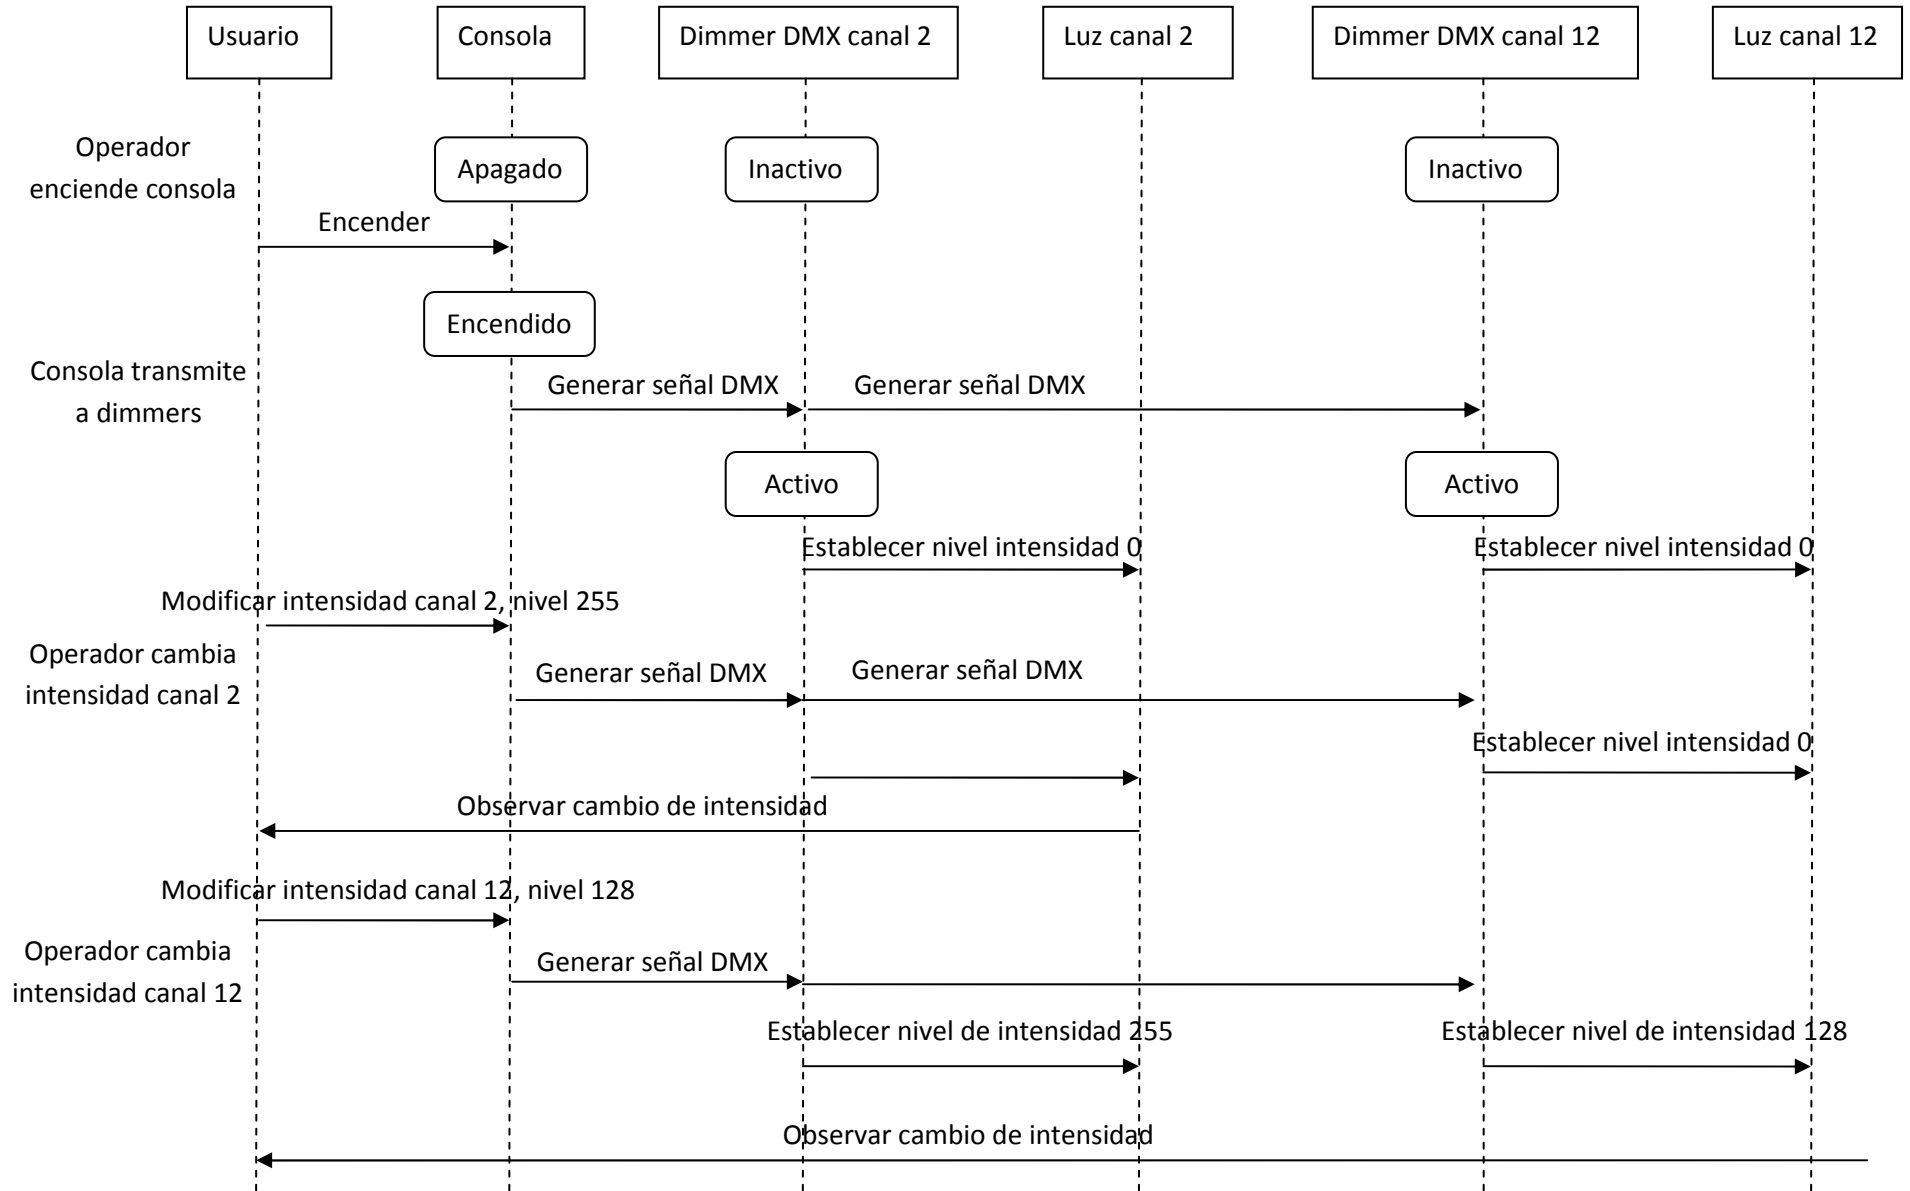 Usuario
Consola
Dimmer DMX canal 2
Luz canal 2
Dimmer DMX canal 12
Luz canal 12
Operador
enciende consola
Apagado
Inactivo
Inactivo
Encender
Encendido
Consola transmite
a dimmers
Generar señal DMX
Generar señal DMX
Activo
Activo
Establecer nivel intensidad 0
Establecer nivel intensidad 0
Modificar intensidad canal 2, nivel 255
Operador cambia
intensidad canal 2
Generar señal DMX
Generar señal DMX
Establecer nivel intensidad 0
Observar cambio de intensidad
Modificar intensidad canal 12, nivel 128
Operador cambia
intensidad canal 12
Generar señal DMX
Establecer nivel de intensidad 255
Establecer nivel de intensidad 128
Observar cambio de intensidad